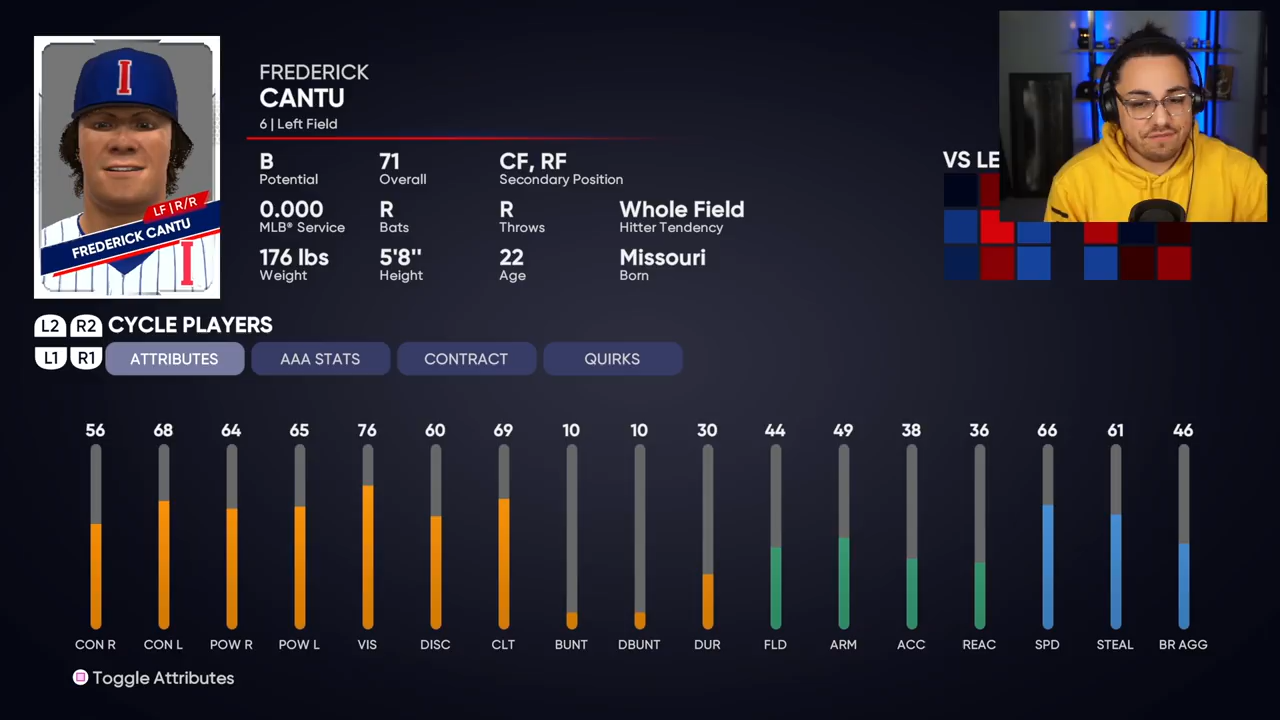 FREDERICK
CANTU
6 | Left Field
B
Potential
71
Overall
CF, RF
Secondary Position
0.000
MLB® Service
R
Bats
R
Throws
Whole Field
Hitter Tendency
176 lbs
Weight
5'8''
Height
22
Age
Missouri
Born
VS LE
I
LF | R/R
FREDERICK CANTU
I
L2 R2 CYCLE PLAYERS
L1 R1 ATTRIBUTES AAA STATS CONTRACT QUIRKS
56 68 64 65 76 60 69 10 10 30 44 49 38 36 66 61 46
CON R CON L POW R POW L VIS DISC CLT BUNT DBUNT DUR FLD ARM ACC REAC SPD STEAL BR AGG
Toggle Attributes